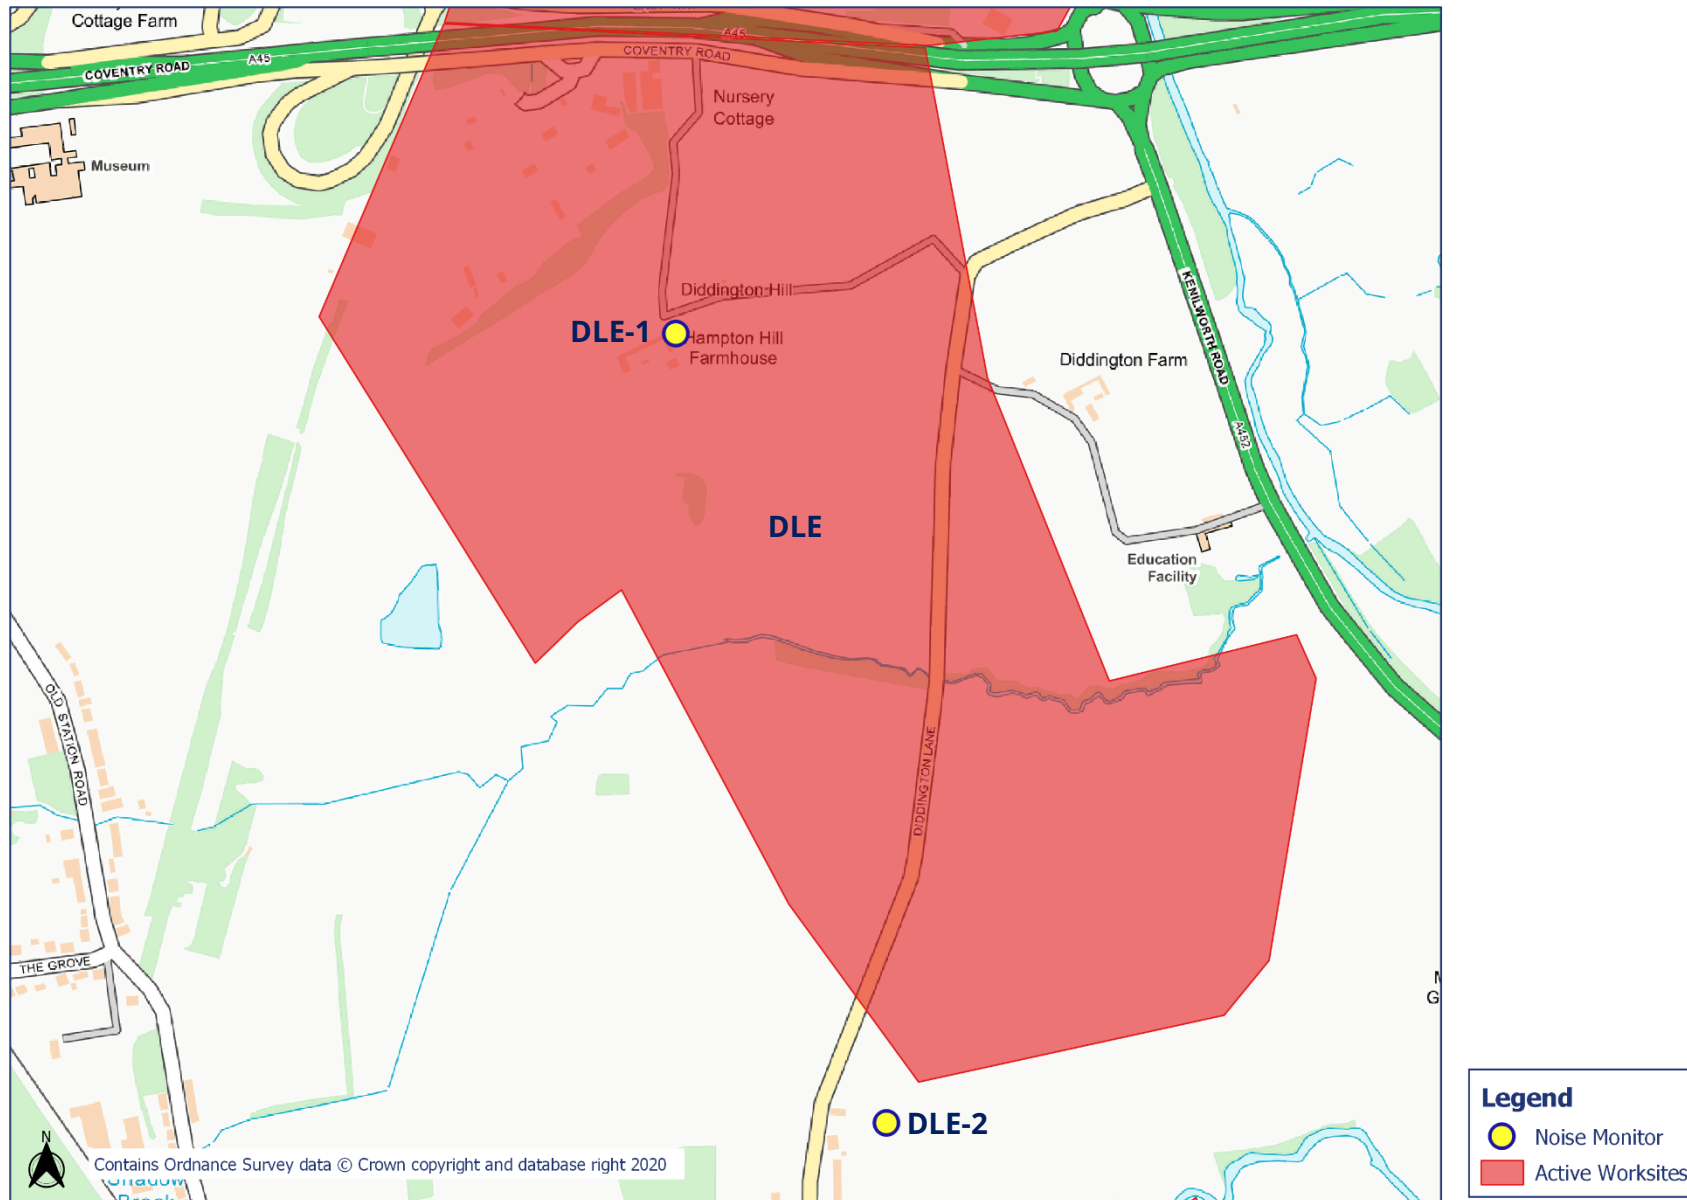 Cottage Farm
COVENTRY ROAD
A45
A45
COVENTRY ROAD
Museum
Nursery
Cottage
Diddington Hill
DLE-1
Hampton Hill
Farmhouse
Diddington Farm
KENILWORTH ROAD
A452
DLE
Education
Facility
OLD STATION ROAD
DIDDINGTON LANE
THE GROVE
G
DLE-2
N
Contains Ordnance Survey data © Crown copyright and database right 2020
Shadow
Brook
Legend
Noise Monitor
Active Worksites